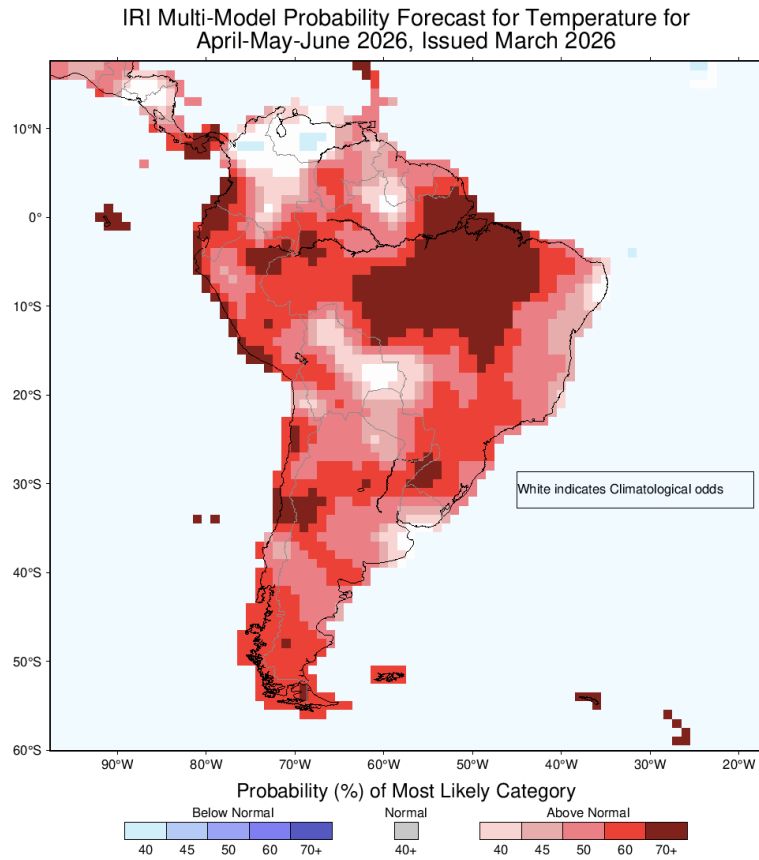 IRI Multi-Model Probability Forecast for Temperature for
April-May-June 2026, Issued March 2026
10°N
0°
10°S
20°S
30°S
White indicates Climatological odds
40°S
50°S
60°S
90°W 80°W 70°W 60°W 50°W 40°W 30°W 20°W
Probability (%) of Most Likely Category
Below Normal Normal Above Normal
40 45 50 60 70+ 40+ 40 45 50 60 70+